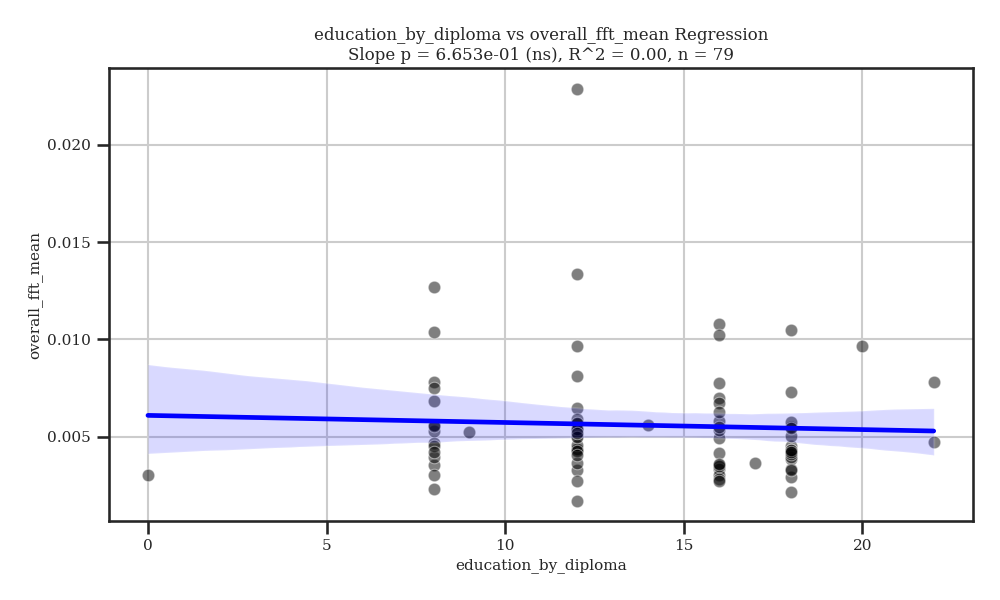 education_by_diploma vs overall_fft_mean Regression
Slope p = 6.653e-01 (ns), R^2 = 0.00, n = 79
0.020
0.015
0.010
0.005
overall_fft_mean
0
5
10
15
20
education_by_diploma